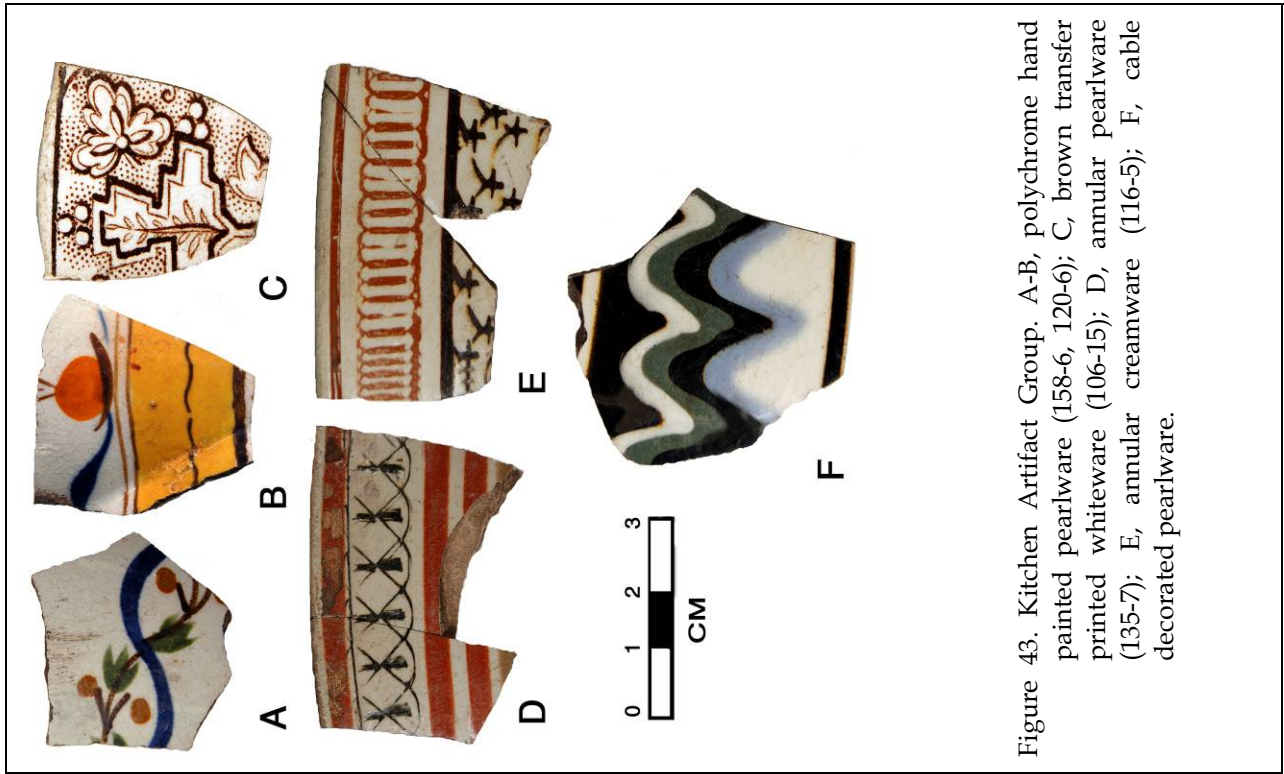 A
B
C
D
E
0 1 2 3
CM
F
Figure 43. Kitchen Artifact Group. A-B, polychrome hand
painted pearlware (158-6, 120-6); C, brown transfer
printed whiteware (106-15); D, annular pearlware
(135-7); E, annular creamware (116-5); F, cable
decorated pearlware.